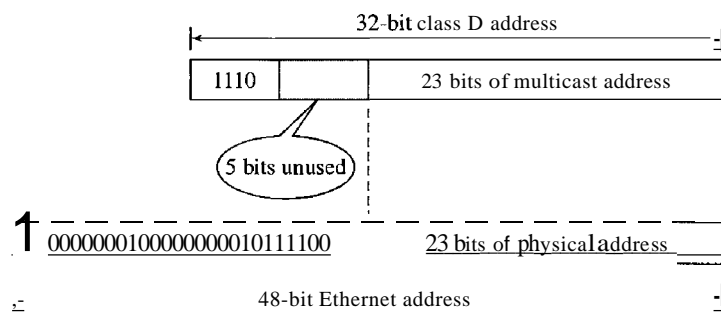 32-bit class D address
1110
23 bits of multicast address
5 bits unused
1
0000000100000000010111100
23 bits of physical address
48-bit Ethernet address